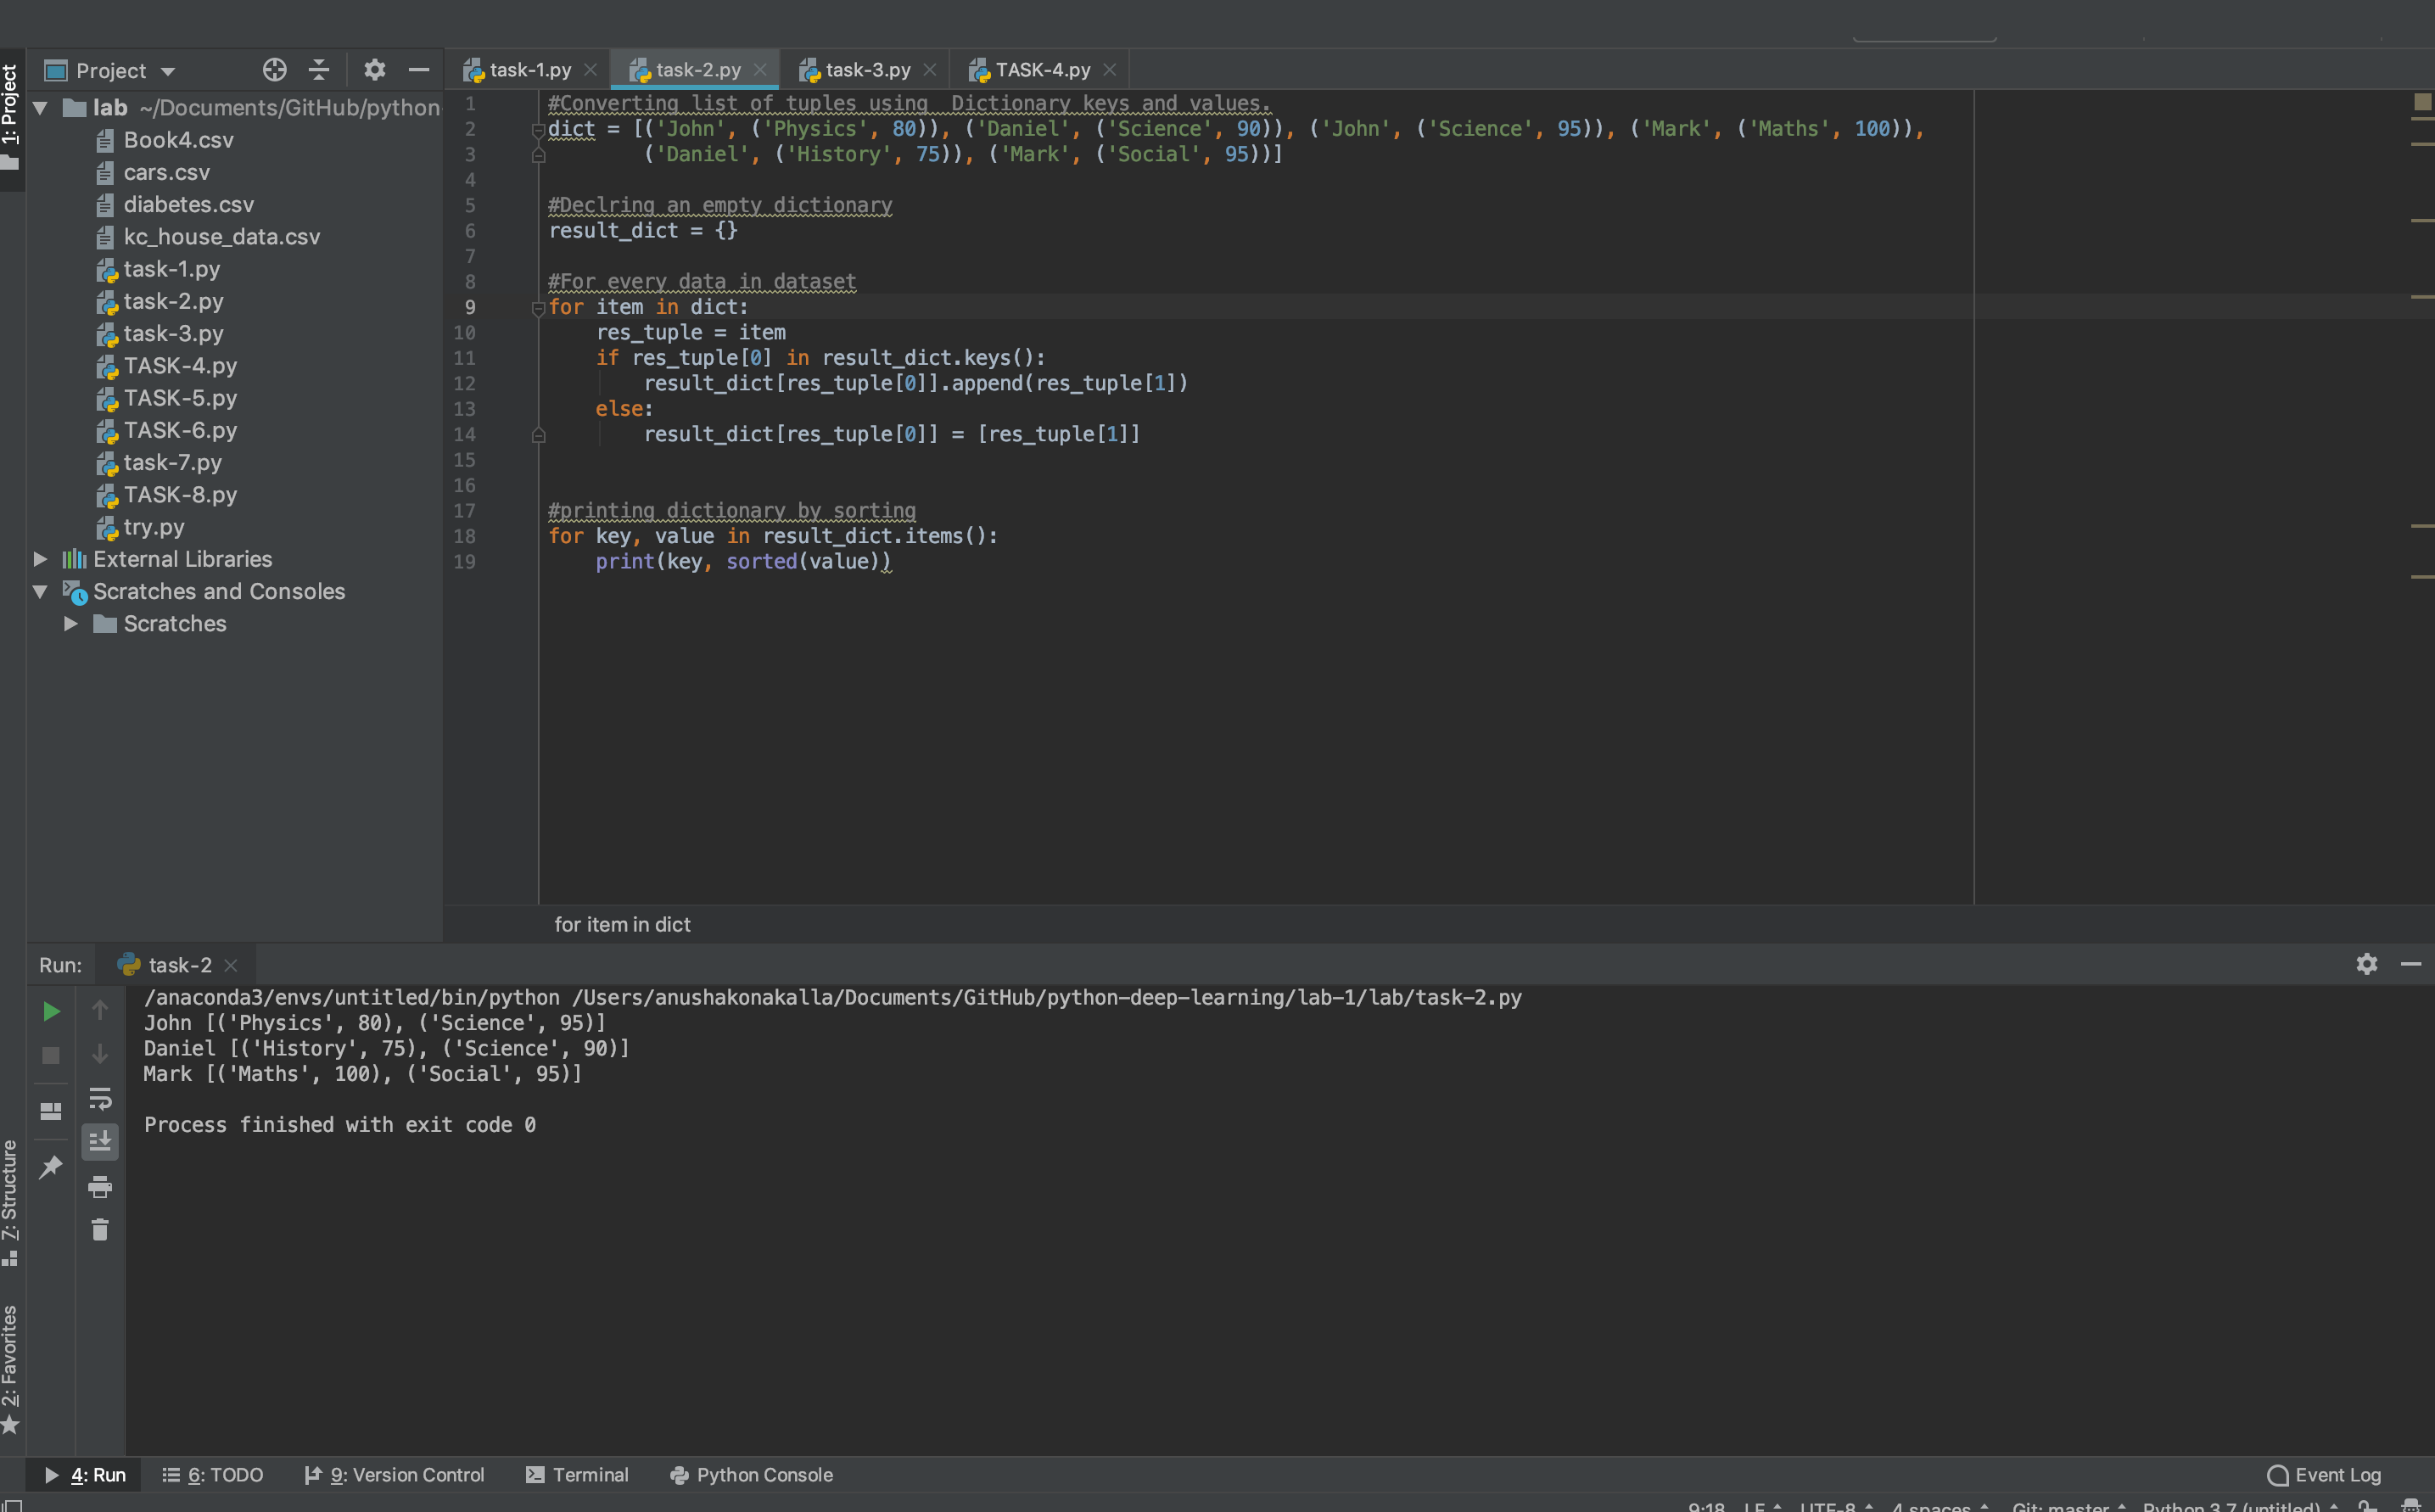 Project
task-1.py
task-2.py
task-3.py
TASK-4.py
1: Project
lab ~/Documents/GitHub/python
Book4.csv
cars.csv
diabetes.csv
kc_house_data.csv
task-1.py
task-2.py
task-3.py
TASK-4.py
TASK-5.py
TASK-6.py
task-7.py
TASK-8.py
try.py
External Libraries
Scratches and Consoles
Scratches
1 #Converting list of tuples using  Dictionary keys and values.
2 dict = [('John', ('Physics', 80)), ('Daniel', ('Science', 90)), ('John', ('Science', 95)), ('Mark', ('Maths', 100)),
3         ('Daniel', ('History', 75)), ('Mark', ('Social', 95))]
4
5 #Declring an empty dictionary
6 result_dict = {}
7
8 #For every data in dataset
9 for item in dict:
10     res_tuple = item
11     if res_tuple[0] in result_dict.keys():
12         result_dict[res_tuple[0]].append(res_tuple[1])
13     else:
14         result_dict[res_tuple[0]] = [res_tuple[1]]
15
16
17 #printing dictionary by sorting
18 for key, value in result_dict.items():
19     print(key, sorted(value))
for item in dict
Run: task-2
/anaconda3/envs/untitled/bin/python /Users/anushakonakalla/Documents/GitHub/python-deep-learning/lab-1/lab/task-2.py
John [('Physics', 80), ('Science', 95)]
Daniel [('History', 75), ('Science', 90)]
Mark [('Maths', 100), ('Social', 95)]
Process finished with exit code 0
7: Structure
2: Favorites
4: Run 6: TODO 9: Version Control Terminal Python Console Event Log
9:18 LF UTF-8 4 spaces Git: master Python 3.7 (untitled)